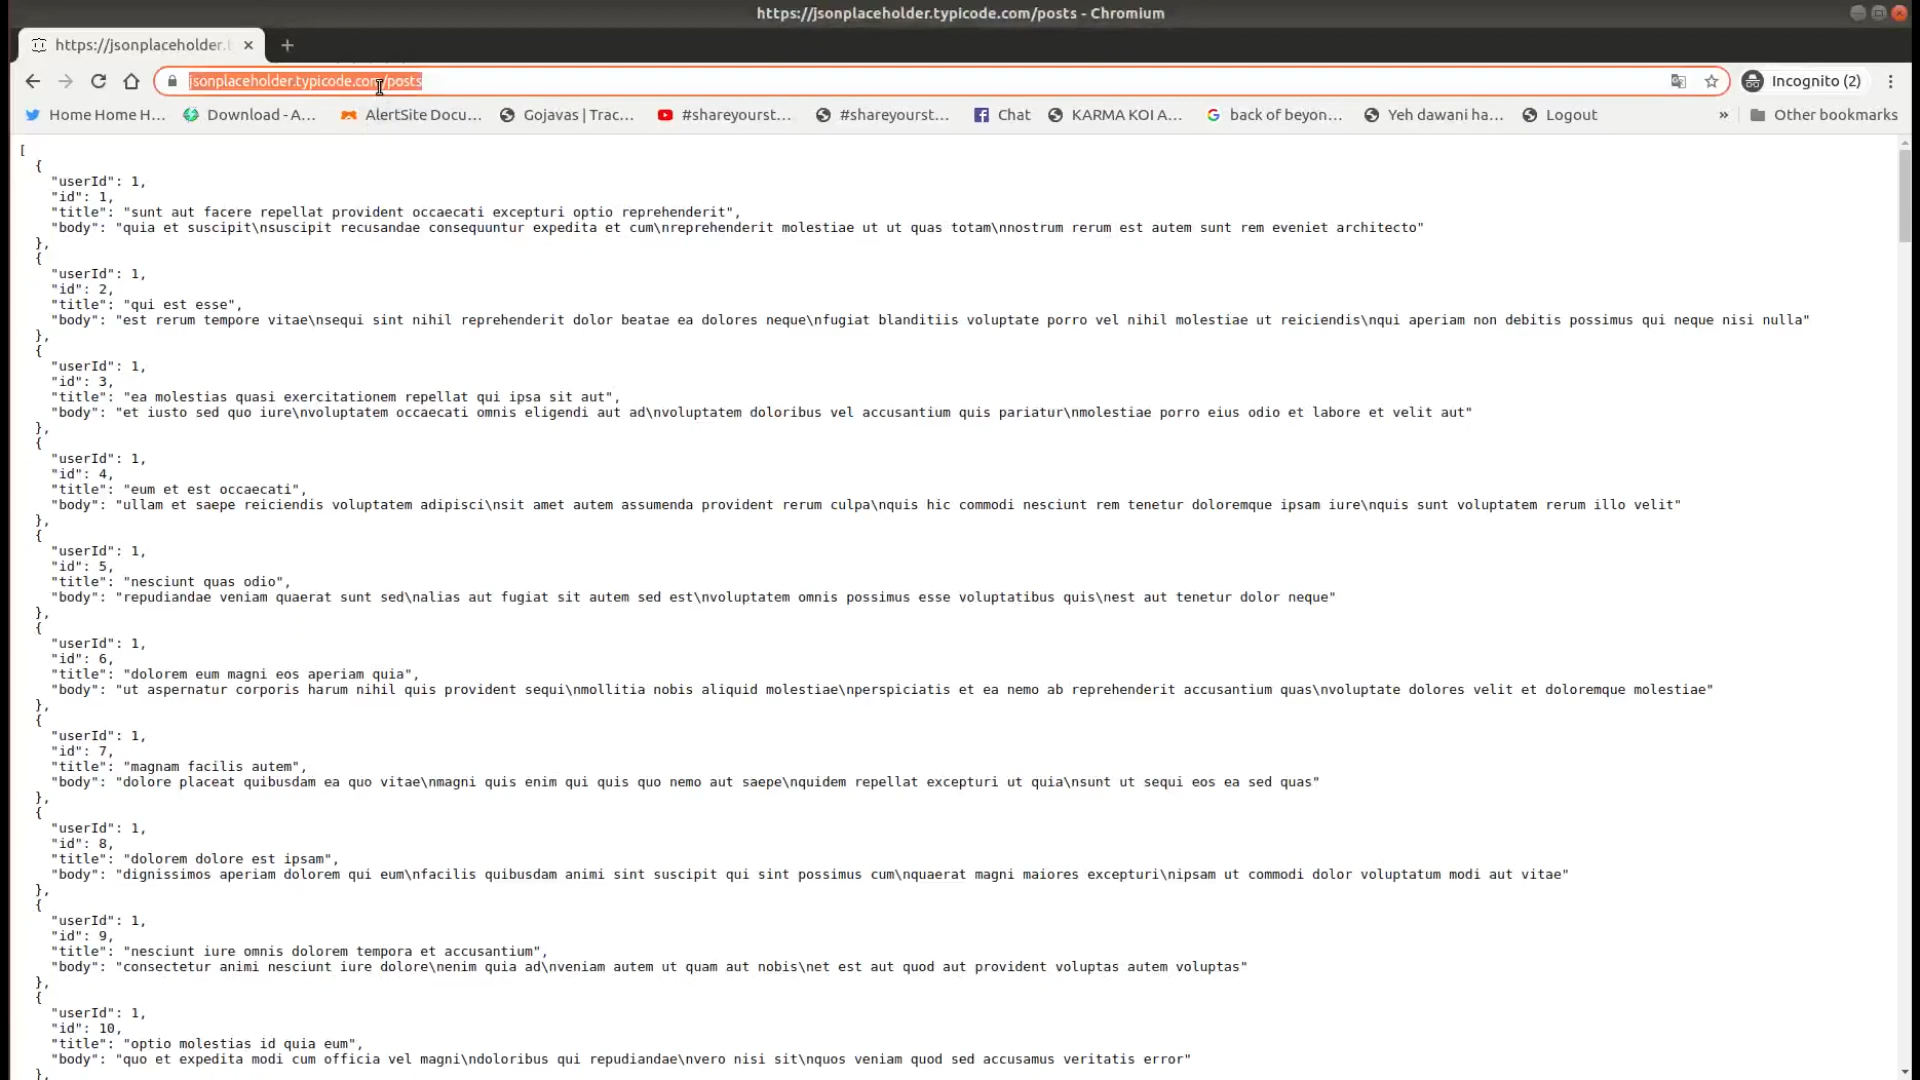 https://jsonplaceholder.typicode.com/posts - Chromium
https://jsonplaceholder.t
jsonplaceholder.typicode.com/posts
Incognito (2)
Home Home H...
Download - A...
AlertSite Docu...
Gojavas | Trac...
#shareyourst...
#shareyourst...
Chat
KARMA KOI A...
back of beyon...
Yeh dawani ha...
Logout
»
Other bookmarks
[
{
"userId": 1,
"id": 1,
"title": "sunt aut facere repellat provident occaecati excepturi optio reprehenderit",
"body": "quia et suscipit\nsuscipit recusandae consequuntur expedita et cum\nreprehenderit molestiae ut ut quas totam\nnostrum rerum est autem sunt rem eveniet architecto"
},
{
"userId": 1,
"id": 2,
"title": "qui est esse",
"body": "est rerum tempore vitae\nsequi sint nihil reprehenderit dolor beatae ea dolores neque\nfugiat blanditiis voluptate porro vel nihil molestiae ut reiciendis\nqui aperiam non debitis possimus qui neque nisi nulla"
},
{
"userId": 1,
"id": 3,
"title": "ea molestias quasi exercitationem repellat qui ipsa sit aut",
"body": "et iusto sed quo iure\nvoluptatem occaecati omnis eligendi aut ad\nvoluptatem doloribus vel accusantium quis pariatur\nmolestiae porro eius odio et labore et velit aut"
},
{
"userId": 1,
"id": 4,
"title": "eum et est occaecati",
"body": "ullam et saepe reiciendis voluptatem adipisci\nsit amet autem assumenda provident rerum culpa\nquis hic commodi nesciunt rem tenetur doloremque ipsam iure\nquis sunt voluptatem rerum illo velit"
},
{
"userId": 1,
"id": 5,
"title": "nesciunt quas odio",
"body": "repudiandae veniam quaerat sunt sed\nalias aut fugiat sit autem sed est\nvoluptatem omnis possimus esse voluptatibus quis\nest aut tenetur dolor neque"
},
{
"userId": 1,
"id": 6,
"title": "dolorem eum magni eos aperiam quia",
"body": "ut aspernatur corporis harum nihil quis provident sequi\nmollitia nobis aliquid molestiae\nperspiciatis et ea nemo ab reprehenderit accusantium quas\nvoluptate dolores velit et doloremque molestiae"
},
{
"userId": 1,
"id": 7,
"title": "magnam facilis autem",
"body": "dolore placeat quibusdam ea quo vitae\nmagni quis enim qui quis quo nemo aut saepe\nquidem repellat excepturi ut quia\nsunt ut sequi eos ea sed quas"
},
{
"userId": 1,
"id": 8,
"title": "dolorem dolore est ipsam",
"body": "dignissimos aperiam dolorem qui eum\nfacilis quibusdam animi sint suscipit qui sint possimus cum\nquaerat magni maiores excepturi\nipsam ut commodi dolor voluptatum modi aut vitae"
},
{
"userId": 1,
"id": 9,
"title": "nesciunt iure omnis dolorem tempora et accusantium",
"body": "consectetur animi nesciunt iure dolore\nenim quia ad\nveniam autem ut quam aut nobis\net est aut quod aut provident voluptas autem voluptas"
},
{
"userId": 1,
"id": 10,
"title": "optio molestias id quia eum",
"body": "quo et expedita modi cum officia vel magni\ndoloribus qui repudiandae\nvero nisi sit\nquos veniam quod sed accusamus veritatis error"
},